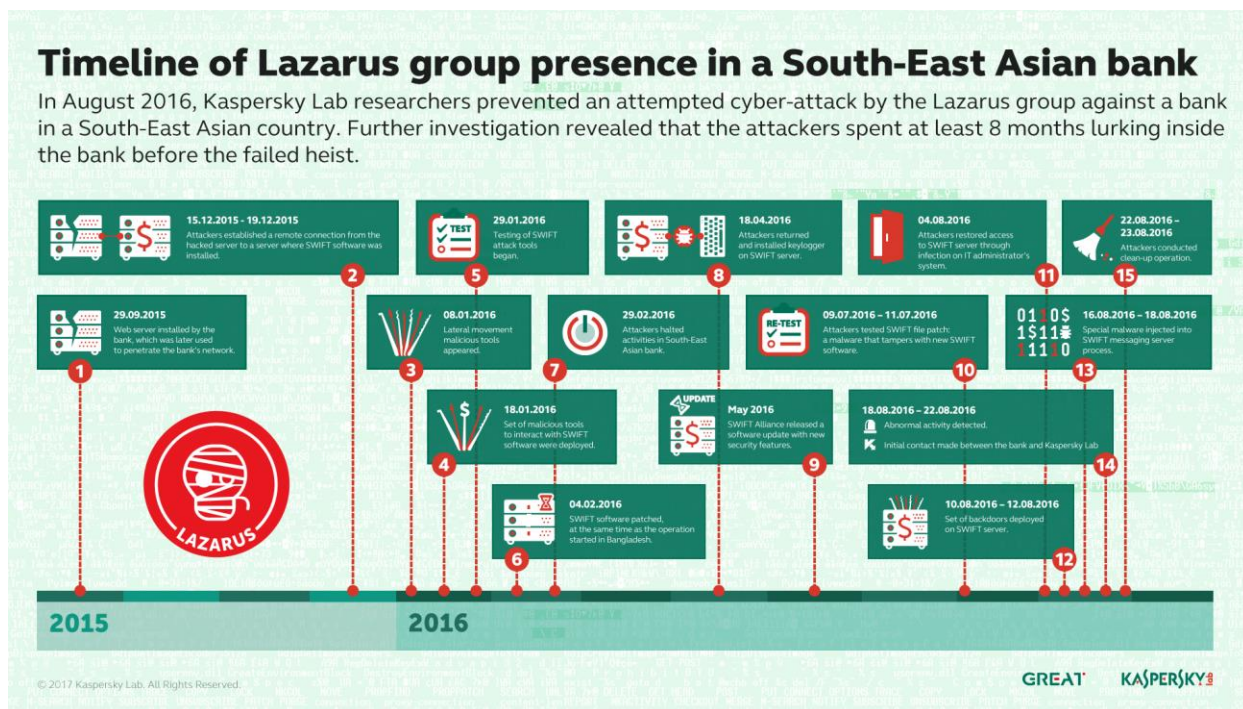 Timeline of Lazarus group presence in a South-East Asian bank
In August 2016, Kaspersky Lab researchers prevented an attempted cyber-attack by the Lazarus group against a bank
in a South-East Asian country. Further investigation revealed that the attackers spent at least 8 months lurking inside
the bank before the failed heist.
15.12.2015 - 19.12.2015
Attackers established a remote connection from the
hacked server to a server where SWIFT software was
installed.
2
TEST
29.01.2016
Testing of SWIFT
attack tools
began.
5
18.04.2016
Attackers returned
and installed keylogger
on SWIFT server.
8
04.08.2016
Attackers restored access
to SWIFT server through
infection on IT administrator's
system.
11
22.08.2016 –
23.08.2016
Attackers conducted
clean-up operation.
15
29.09.2015
Web server installed by the
bank, which was later used
to penetrate the bank's network.
1
08.01.2016
Lateral movement
malicious tools
appeared.
3
29.02.2016
Attackers halted
activities in South-East
Asian bank.
7
RE-TEST
09.07.2016 – 11.07.2016
Attackers tested SWIFT file patch:
a malware that tampers with new SWIFT
software.
10
0110$
1$11
11110
16.08.2016 – 18.08.2016
Special malware injected into
SWIFT messaging server
process.
13
18.01.2016
Set of malicious tools
to interact with SWIFT
software were deployed.
4
UPDATE
May 2016
SWIFT Alliance released a
software update with new
security features.
9
18.08.2016 – 22.08.2016
Abnormal activity detected.
Initial contact made between the bank and Kaspersky Lab
14
04.02.2016
SWIFT software patched,
at the same time as the operation
started in Bangladesh.
6
10.08.2016 – 12.08.2016
Set of backdoors deployed
on SWIFT server.
12
LAZARUS
2015
2016
© 2017 Kaspersky Lab. All Rights Reserved.
GREAT
KASPERSKY lab